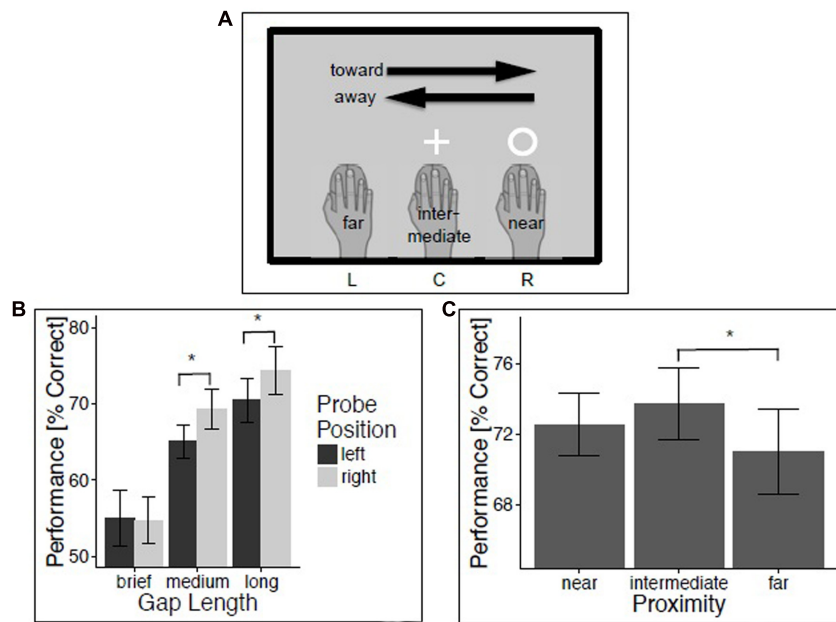 A
toward
away
far
inter-
mediate
near
L C R
B
Performance [% Correct]
80
70
60
50
*
*
brief medium long
Gap Length
Probe
Position
left
right
C
Performance [% Correct]
76
72
68
*
near intermediate far
Proximity